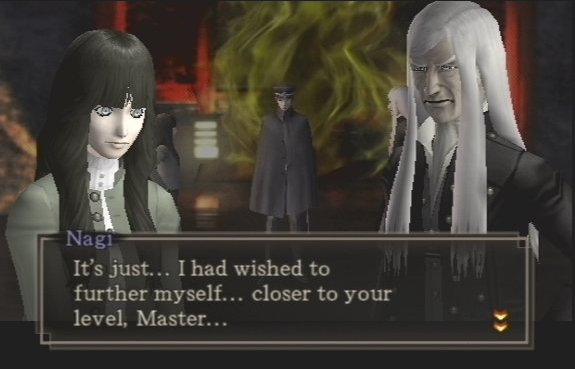 Nagi
It's just... I had wished to
further myself... closer to your
level, Master...